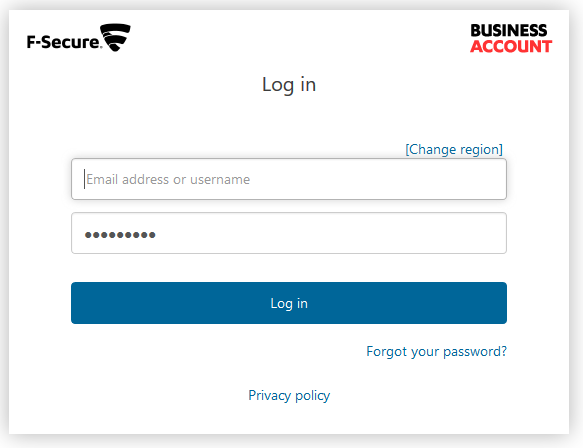 F-Secure.
BUSINESS
ACCOUNT
Log in
[Change region]
Email address or username
●●●●●●●●●
Log in
Forgot your password?
Privacy policy